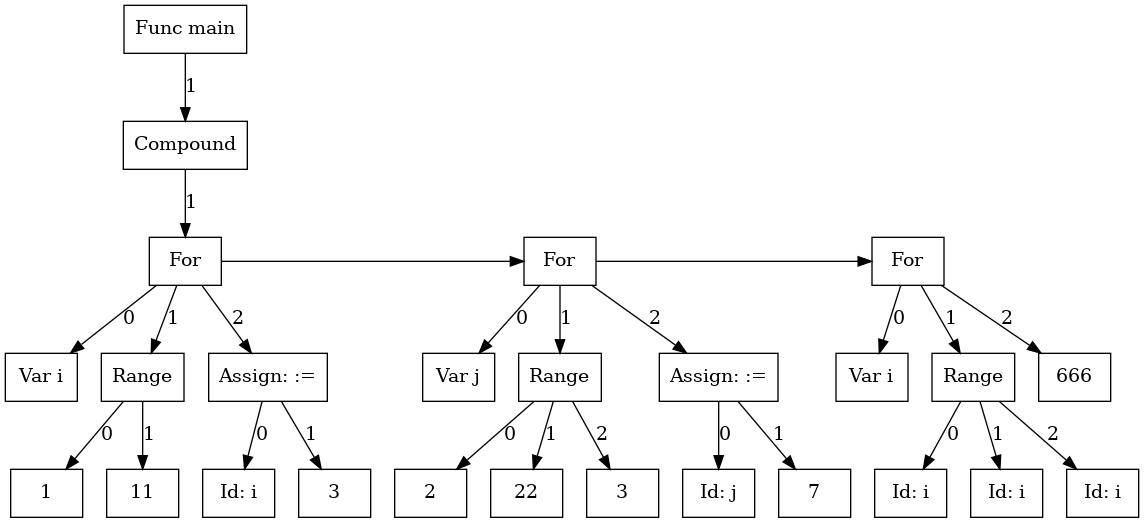 Func main
1
Compound
1
For For For
0 1 2 0 1 2 0 1 2
Var i Range Assign: := Var j Range Assign: := Var i Range 666
0 1 0 1 0 1 2 0 1 0 1 2
1 11 Id: i 3 2 22 3 Id: j 7 Id: i Id: i Id: i